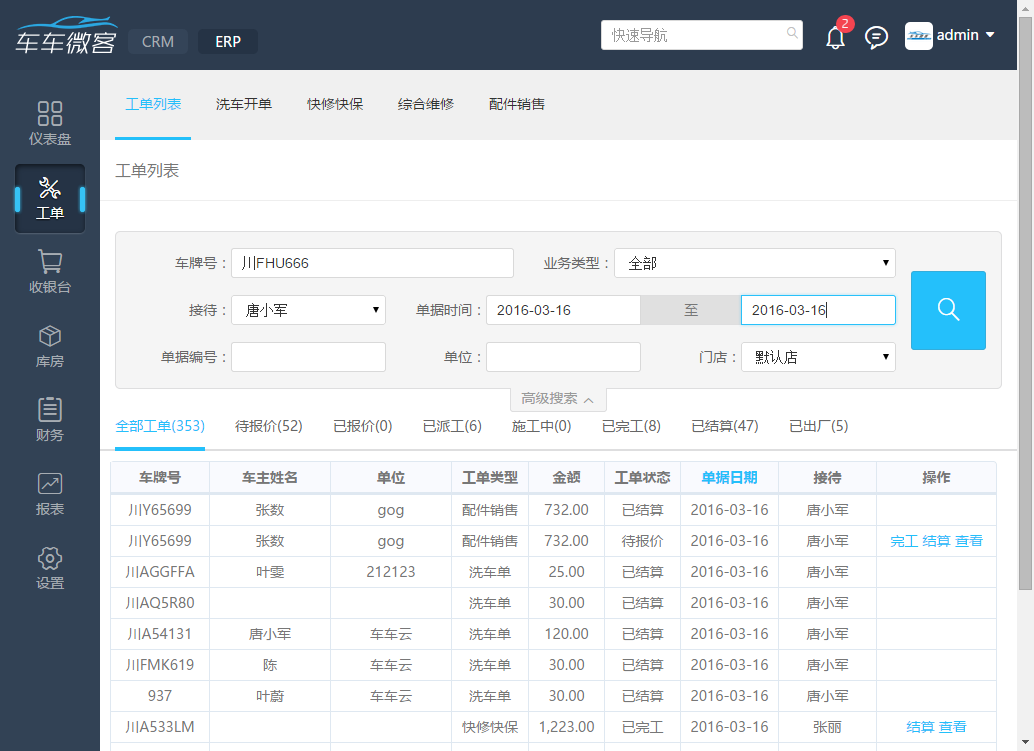 车车微客 CRM ERP 快速导航 2 admin
工单列表 洗车开单 快修快保 综合维修 配件销售
仪表盘
工单
收银台
库房
财务
报表
设置
工单列表
车牌号 : 川FHU666 业务类型 : 全部
接待 : 唐小军 单据时间 : 2016-03-16 至 2016-03-16
单据编号 : 单位 : 门店 : 默认店
高级搜索
全部工单(353) 待报价(52) 已报价(0) 已派工(6) 施工中(0) 已完工(8) 已结算(47) 已出厂(5)
车牌号 车主姓名 单位 工单类型 金额 工单状态 单据日期 接待 操作
川Y65699 张数 gog 配件销售 732.00 已结算 2016-03-16 唐小军
川Y65699 张数 gog 配件销售 732.00 待报价 2016-03-16 唐小军 完工 结算 查看
川AGGFFA 叶雯 212123 洗车单 25.00 已结算 2016-03-16 唐小军
川AQ5R80 洗车单 30.00 已结算 2016-03-16 唐小军
川A54131 唐小军 车车云 洗车单 120.00 已结算 2016-03-16 唐小军
川FMK619 陈 车车云 洗车单 30.00 已结算 2016-03-16 唐小军
937 叶蔚 车车云 洗车单 30.00 已结算 2016-03-16 唐小军
川A533LM 快修快保 1,223.00 已完工 2016-03-16 张丽 结算 查看